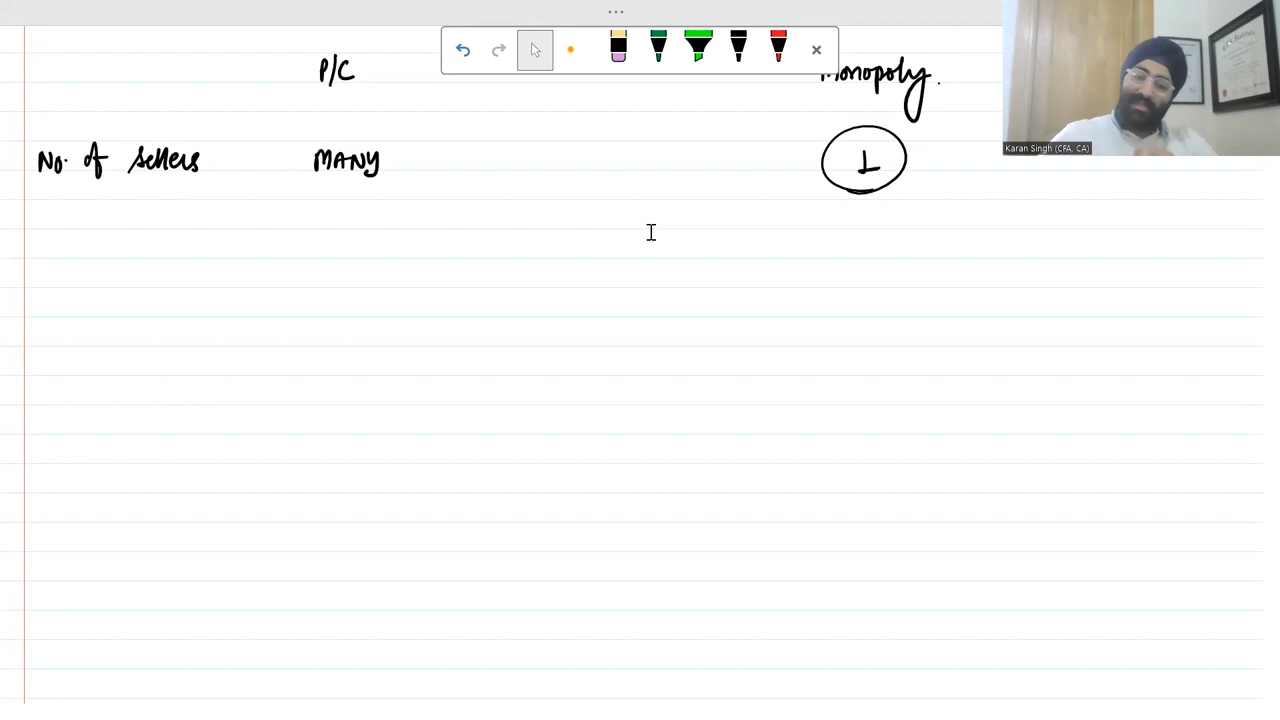 P/C Monopoly.
No. of sellers MANY 1
Karan Singh (CFA, CA)